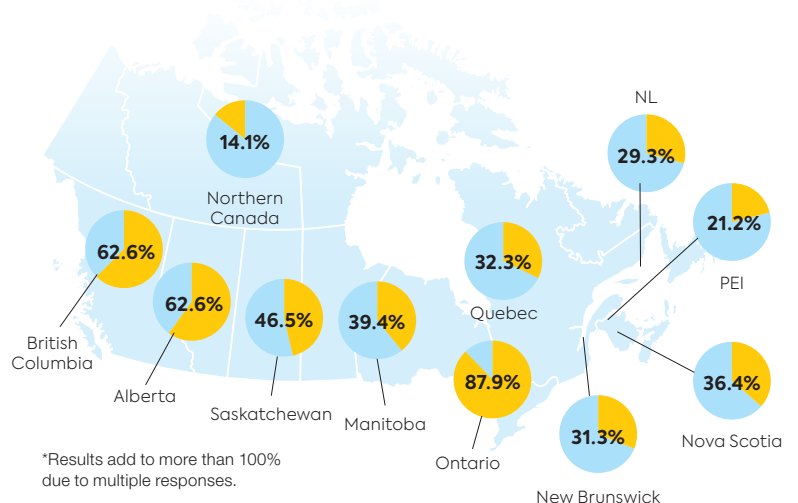 NL
29.3%
14.1%
Northern
Canada
21.2%
PEI
62.6%
British
Columbia
62.6%
Alberta
46.5%
Saskatchewan
39.4%
Manitoba
32.3%
Quebec
87.9%
Ontario
31.3%
New Brunswick
36.4%
Nova Scotia
*Results add to more than 100%
due to multiple responses.